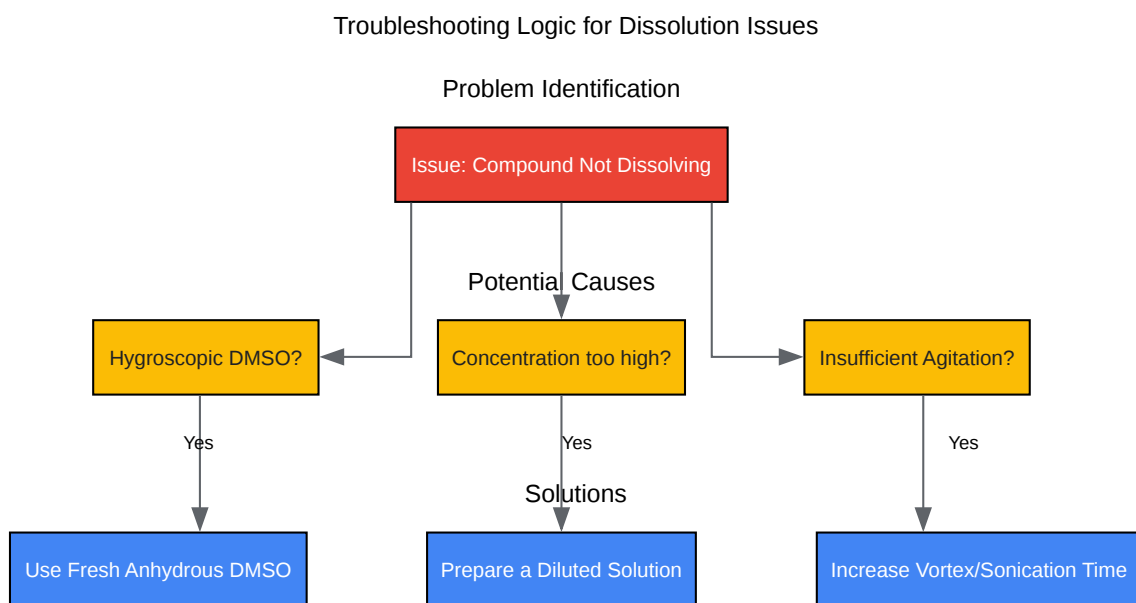 Troubleshooting Logic for Dissolution Issues
Problem Identification
Issue: Compound Not Dissolving
Potential Causes
Hygroscopic DMSO?
Concentration too high?
Insufficient Agitation?
Yes
Yes
Yes
Solutions
Use Fresh Anhydrous DMSO
Prepare a Diluted Solution
Increase Vortex/Sonication Time